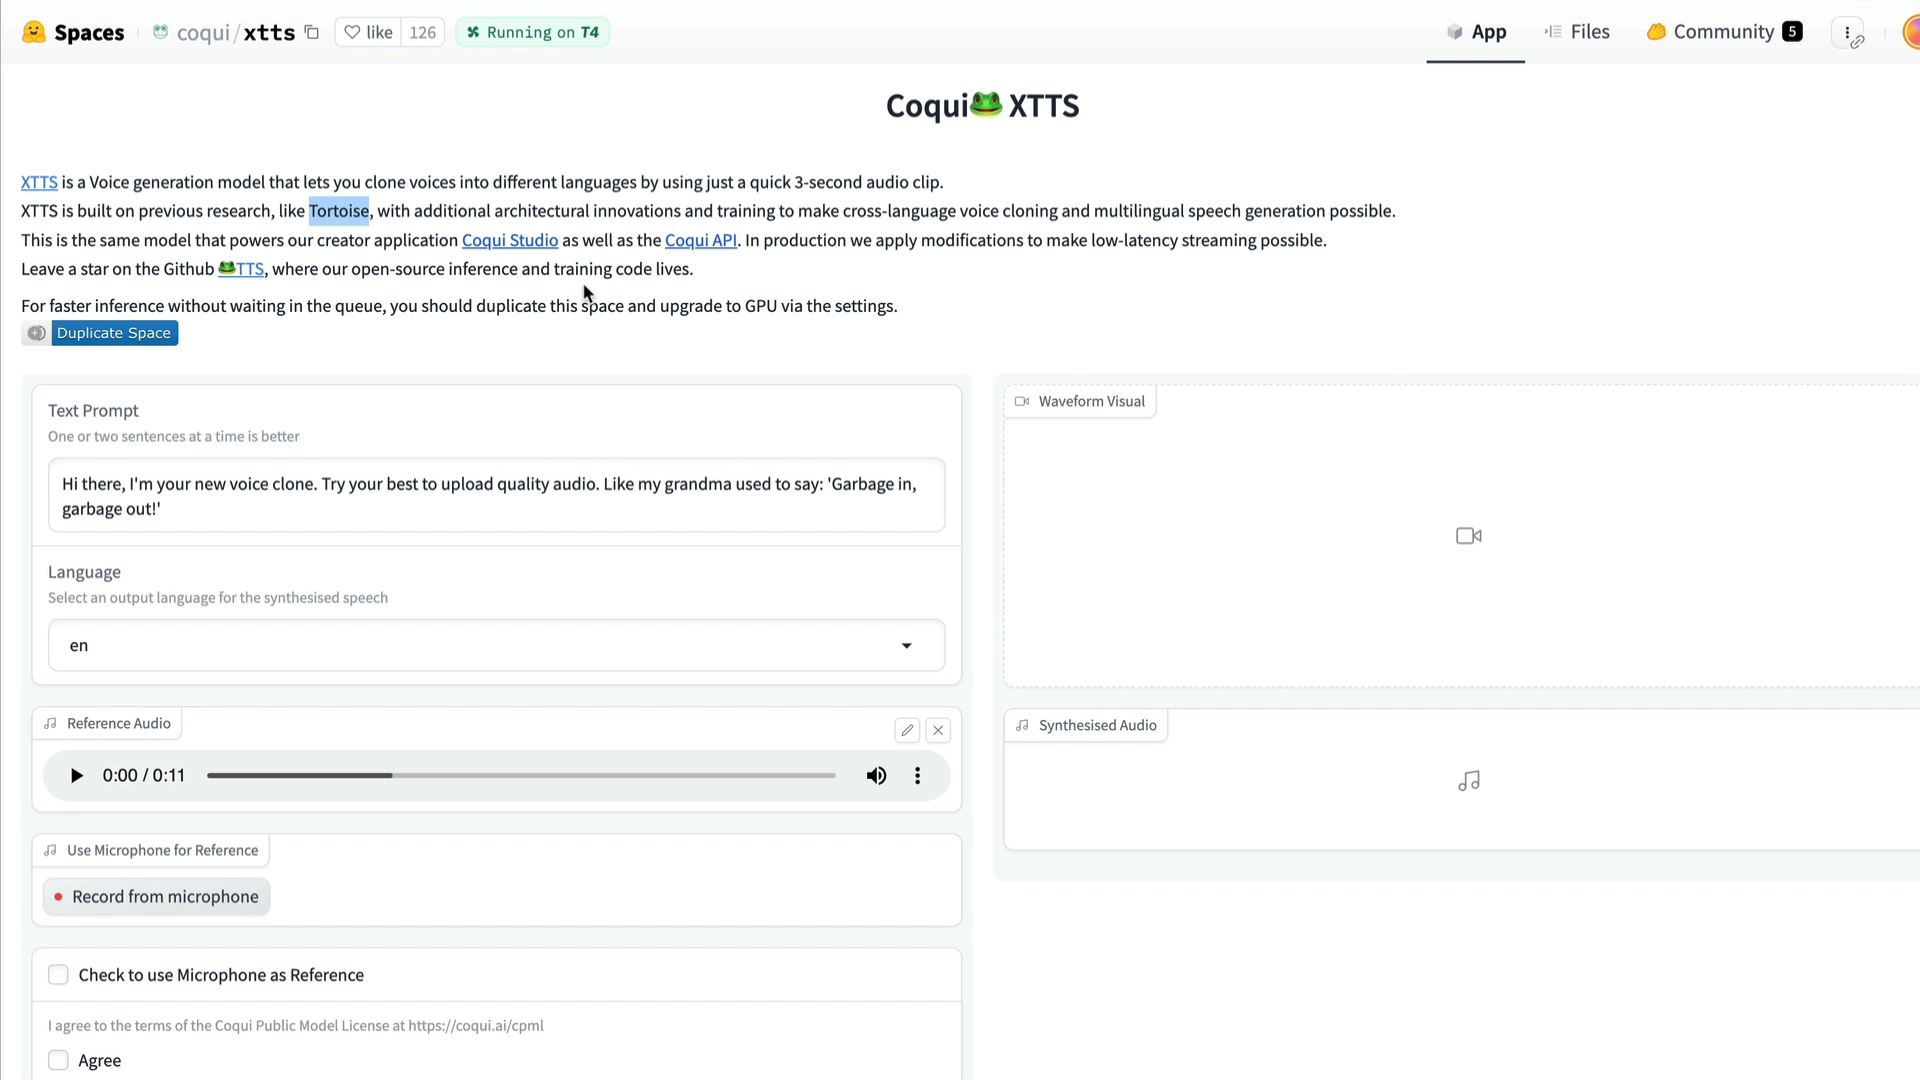 Spaces coqui/xtts like 126 Running on T4 App Files Community 5
Coqui🐸 XTTS
XTTS is a Voice generation model that lets you clone voices into different languages by using just a quick 3-second audio clip.
XTTS is built on previous research, like Tortoise, with additional architectural innovations and training to make cross-language voice cloning and multilingual speech generation possible.
This is the same model that powers our creator application Coqui Studio as well as the Coqui API. In production we apply modifications to make low-latency streaming possible.
Leave a star on the Github 🐸TTS, where our open-source inference and training code lives.
For faster inference without waiting in the queue, you should duplicate this space and upgrade to GPU via the settings.
Duplicate Space
Text Prompt
One or two sentences at a time is better
Hi there, I'm your new voice clone. Try your best to upload quality audio. Like my grandma used to say: 'Garbage in,
garbage out!'
Language
Select an output language for the synthesised speech
en
Reference Audio
0:00 / 0:11
Use Microphone for Reference
Record from microphone
Check to use Microphone as Reference
I agree to the terms of the Coqui Public Model License at https://coqui.ai/cpml
Agree
Waveform Visual
Synthesised Audio